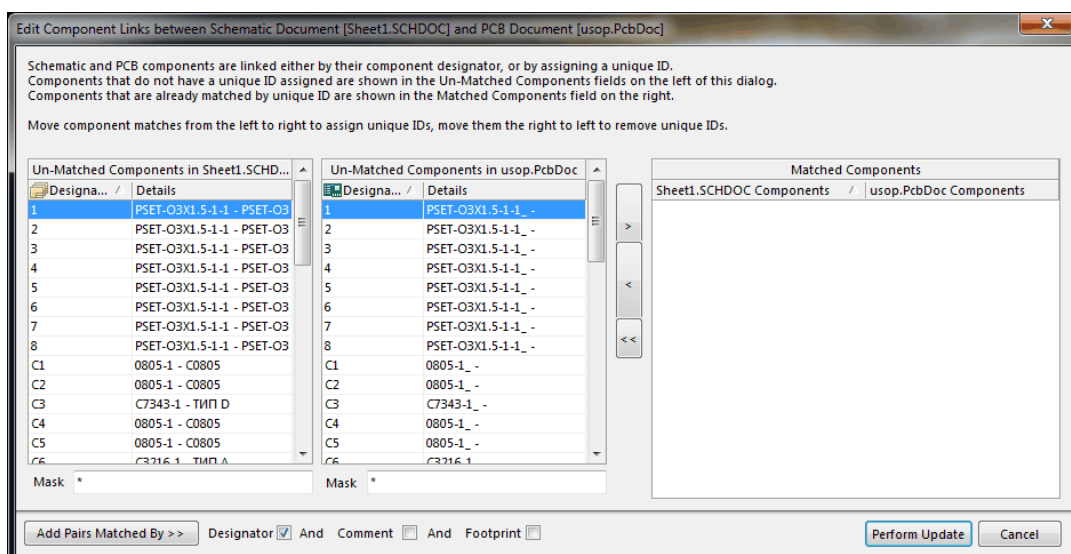 Edit Component Links between Schematic Document [Sheet1.SCHDOC] and PCB Document [usop.PcbDoc]
Schematic and PCB components are linked either by their component designator, or by assigning a unique ID.
Components that do not have a unique ID assigned are shown in the Un-Matched Components fields on the left of this dialog.
Components that are already matched by unique ID are shown in the Matched Components field on the right.
Move component matches from the left to right to assign unique IDs, move them the right to left to remove unique IDs.
Un-Matched Components in Sheet1.SCHD... Un-Matched Components in usop.PcbDoc Matched Components
Designa... / Details Designa... / Details Sheet1.SCHDOC Components / usop.PcbDoc Components
1 PSET-O3X1.5-1-1 - PSET-O3 1 PSET-O3X1.5-1-1_ -
2 PSET-O3X1.5-1-1 - PSET-O3 2 PSET-O3X1.5-1-1_ - >
3 PSET-O3X1.5-1-1 - PSET-O3 3 PSET-O3X1.5-1-1_ -
4 PSET-O3X1.5-1-1 - PSET-O3 4 PSET-O3X1.5-1-1_ -
5 PSET-O3X1.5-1-1 - PSET-O3 5 PSET-O3X1.5-1-1_ - <
6 PSET-O3X1.5-1-1 - PSET-O3 6 PSET-O3X1.5-1-1_ -
7 PSET-O3X1.5-1-1 - PSET-O3 7 PSET-O3X1.5-1-1_ -
8 PSET-O3X1.5-1-1 - PSET-O3 8 PSET-O3X1.5-1-1_ - <<
C1 0805-1 - C0805 C1 0805-1_ -
C2 0805-1 - C0805 C2 0805-1_ -
C3 C7343-1 - ТИП D C3 C7343-1_ -
C4 0805-1 - C0805 C4 0805-1_ -
C5 0805-1 - C0805 C5 0805-1_ -
C6 C3216-1 - ТИП A C6 C3216-1
Mask * Mask *
Add Pairs Matched By >> Designator And Comment And Footprint Perform Update Cancel